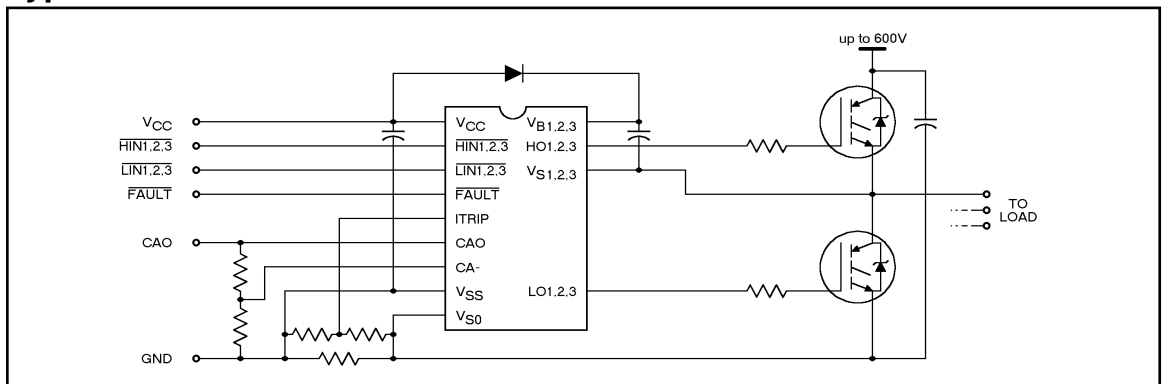 up to 600V
VCC
HIN1,2,3
LIN1,2,3
FAULT
CAO
GND
VCC
HIN1,2,3
LIN1,2,3
FAULT
ITRIP
CAO
CA-
VSS
VS0
VB1,2,3
HO1,2,3
VS1,2,3
LO1,2,3
TO
LOAD